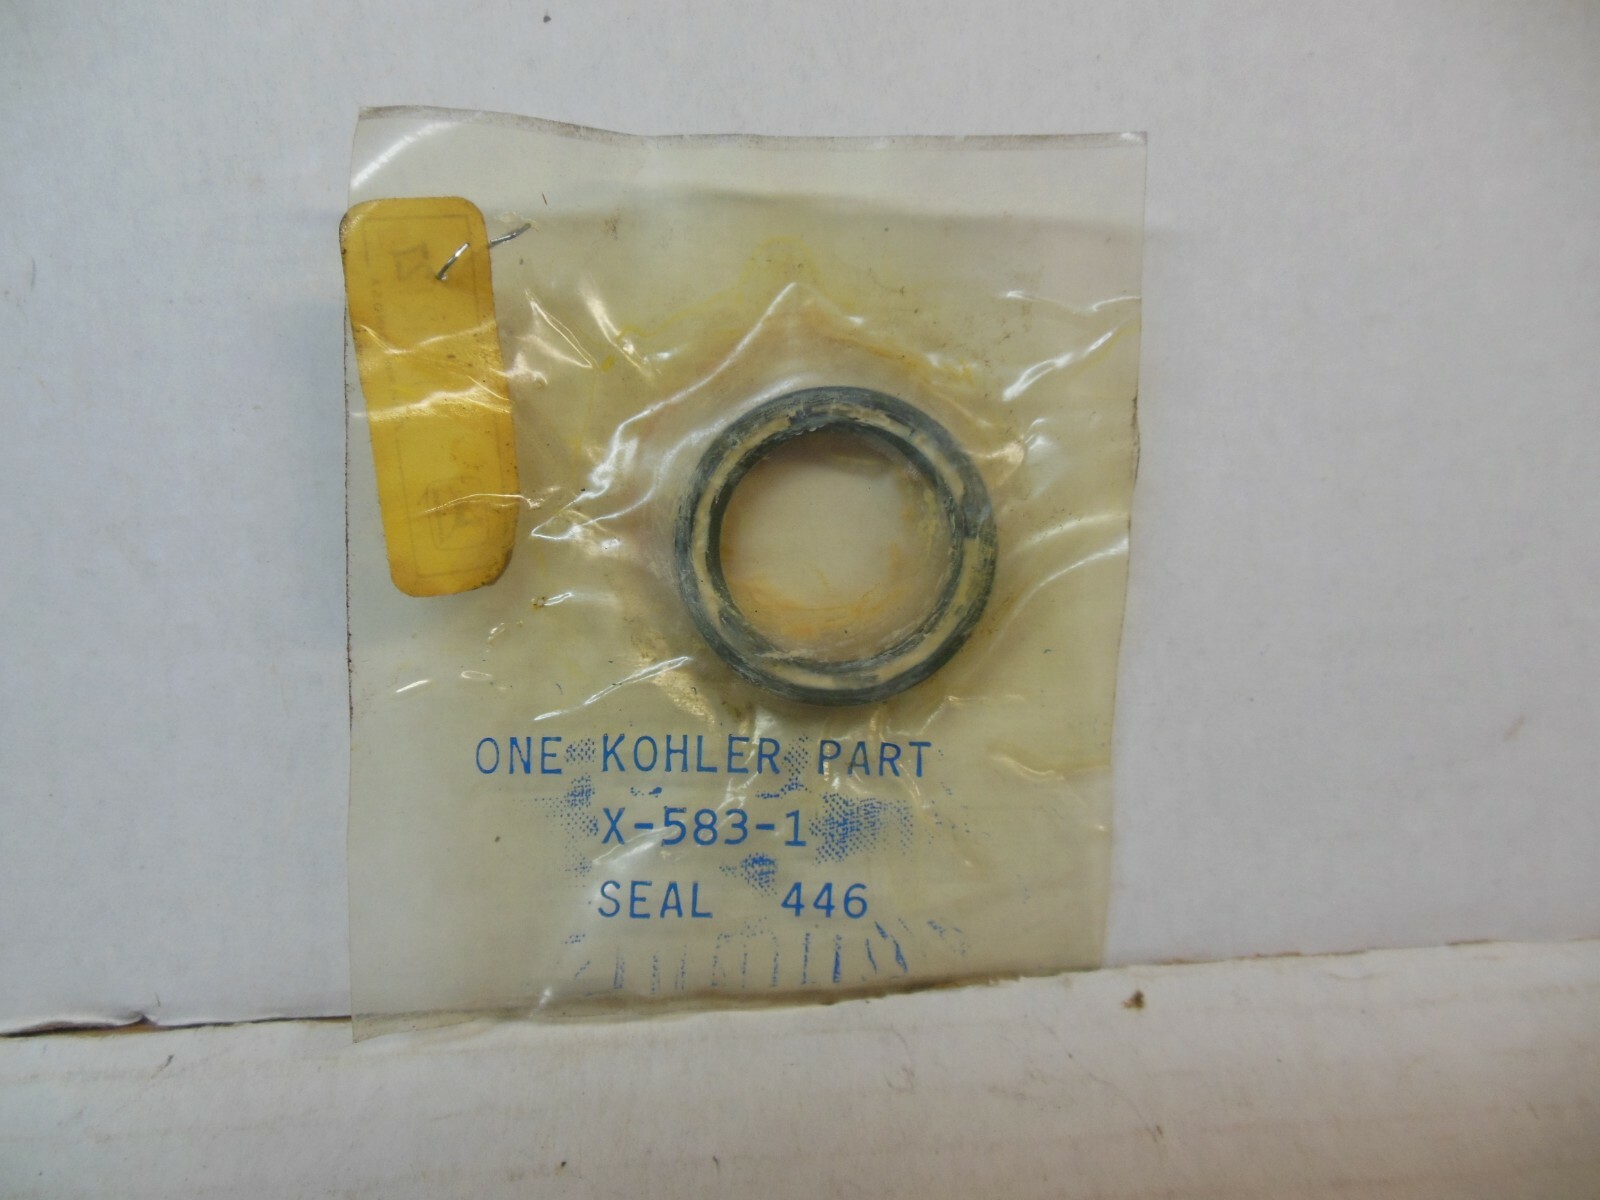 ONE KOHLER PART
X-583-1
SEAL 446